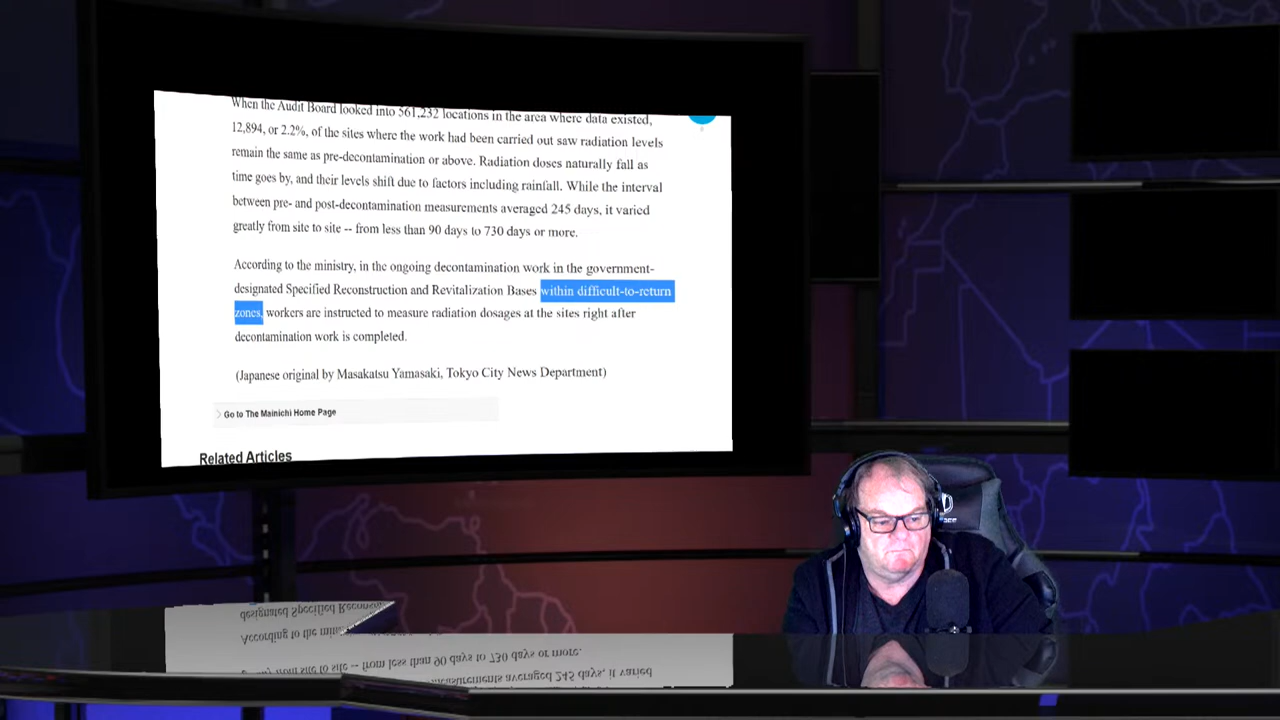 When the Audit Board looked into 561,232 locations in the area where data existed,
12,894, or 2.2%, of the sites where the work had been carried out saw radiation levels
remain the same as pre-decontamination or above. Radiation doses naturally fall as
time goes by, and their levels shift due to factors including rainfall. While the interval
between pre- and post-decontamination measurements averaged 245 days, it varied
greatly from site to site -- from less than 90 days to 730 days or more.
According to the ministry, in the ongoing decontamination work in the government-
designated Specified Reconstruction and Revitalization Bases within difficult-to-return
zones, workers are instructed to measure radiation dosages at the sites right after
decontamination work is completed.
(Japanese original by Masakatsu Yamasaki, Tokyo City News Department)
Go to The Mainichi Home Page
Related Articles